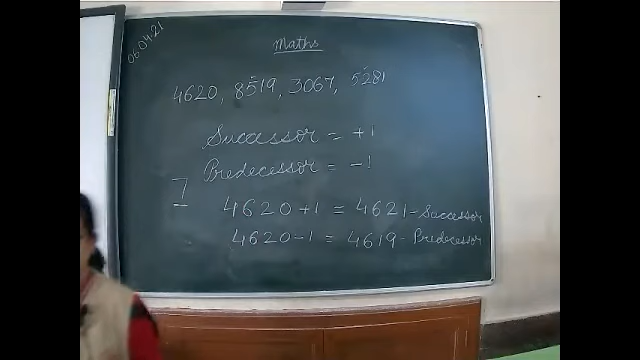 06.04.21
Maths
4620, 8519, 3067, 5281
Successor = +1
Predecessor = -1
7
4620 +1 = 4621 - Successor
4620 -1 = 4619 - Predecessor